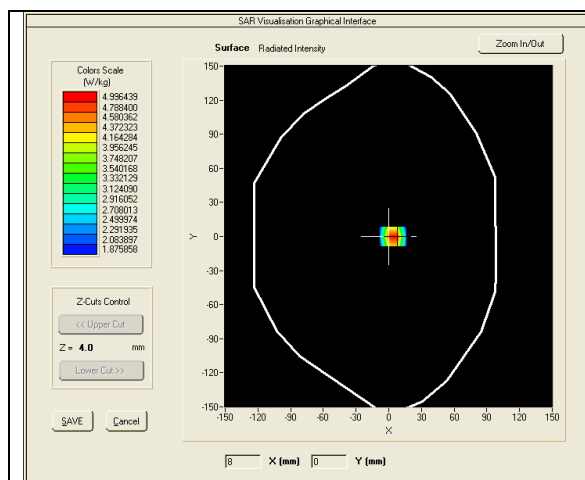 SAR Visualisation Graphical Interface
Surface Radiated Intensity
Zoom In/Out
Colors Scale
(W/kg)
4.996439
4.788400
4.580362
4.372323
4.164284
3.956245
3.748207
3.540168
3.332129
3.124090
2.916052
2.708013
2.499974
2.291935
2.083897
1.875858
150
120
90
60
30
0
-30
-60
-90
-120
-150
Y
-150 -120 -90 -60 -30 0 30 60 90 120 150
X
Z-Cuts Control
<< Upper Cut
Z = 4.0 mm
Lower Cut >>
SAVE Cancel
8 X (mm) 0 Y (mm)